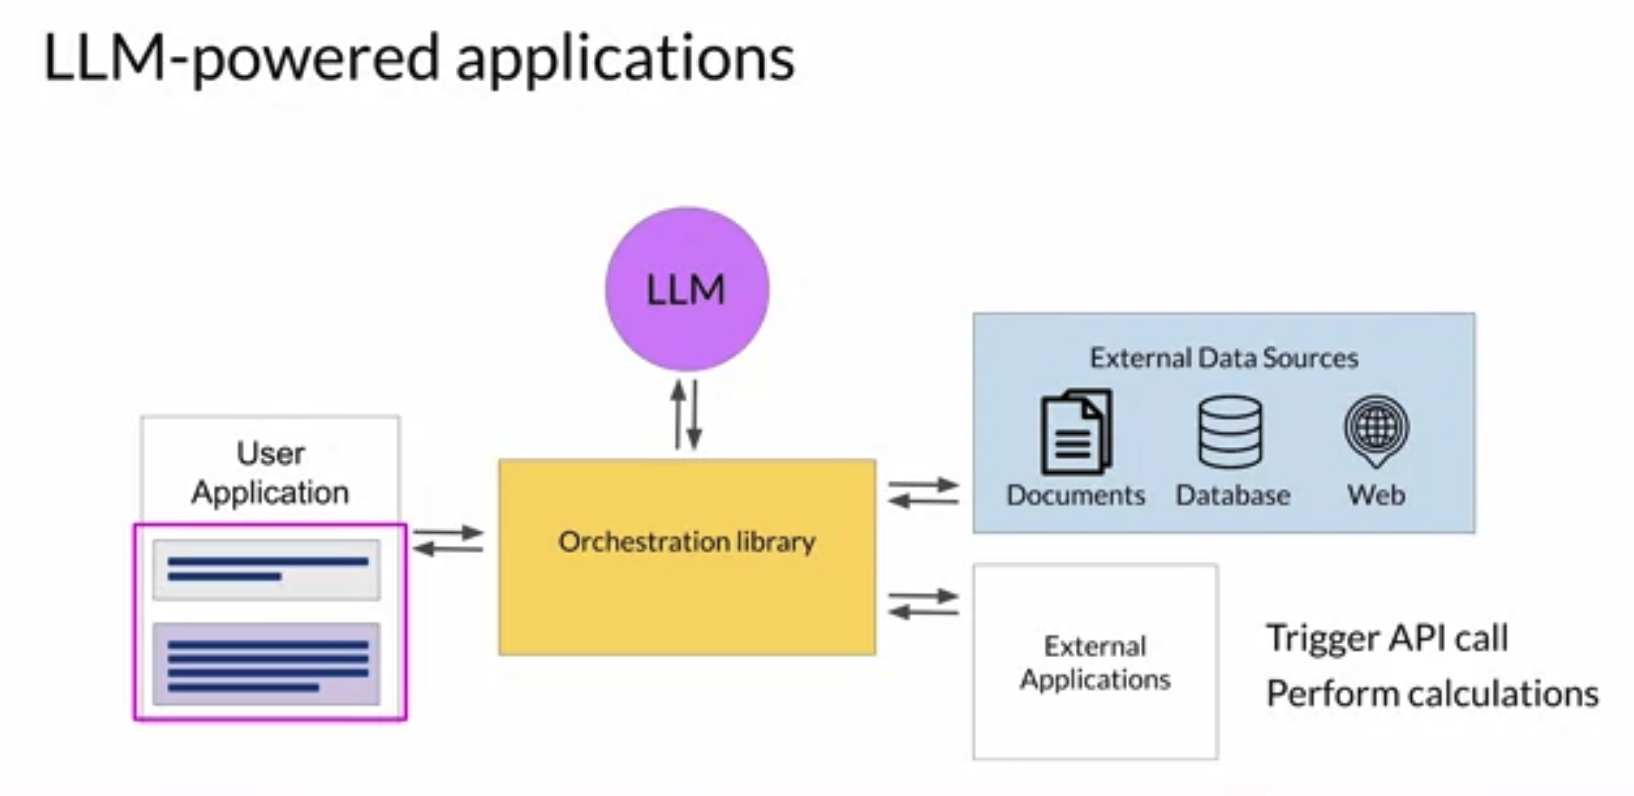 LLM-powered applications
LLM
User
Application
Orchestration library
External Data Sources
Documents
Database
Web
External
Applications
Trigger API call
Perform calculations